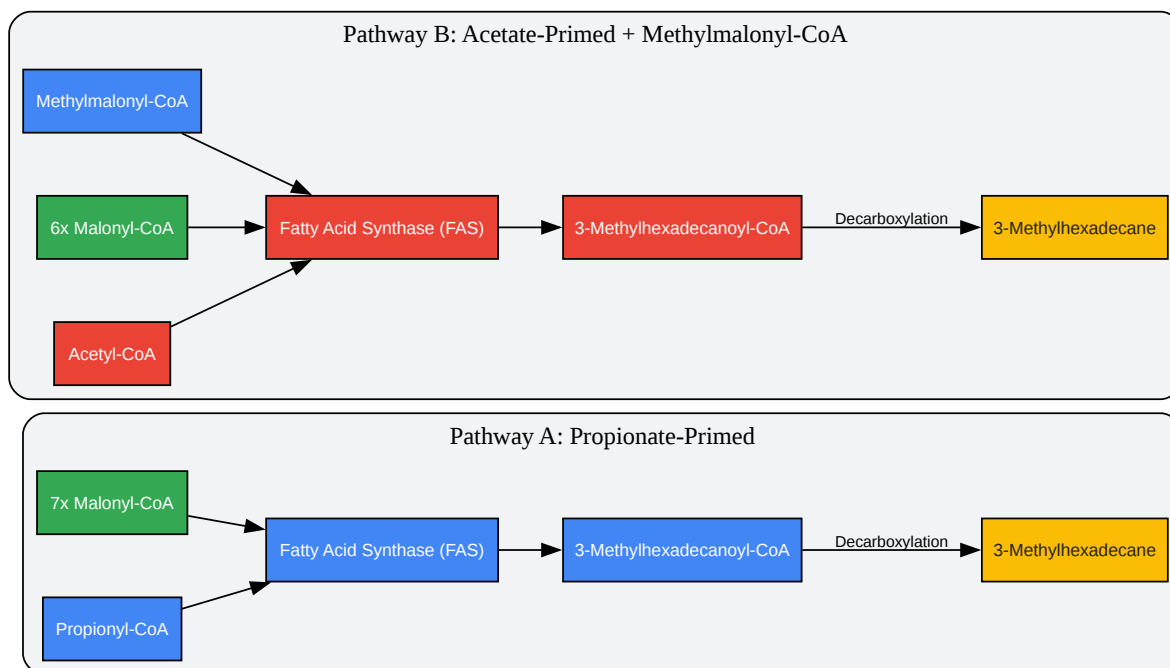 Pathway B: Acetate-Primed + Methylmalonyl-CoA
Methylmalonyl-CoA
6x Malonyl-CoA
Fatty Acid Synthase (FAS)
3-Methylhexadecanoyl-CoA
Decarboxylation
3-Methylhexadecane
Acetyl-CoA
Pathway A: Propionate-Primed
7x Malonyl-CoA
Fatty Acid Synthase (FAS)
3-Methylhexadecanoyl-CoA
Decarboxylation
3-Methylhexadecane
Propionyl-CoA